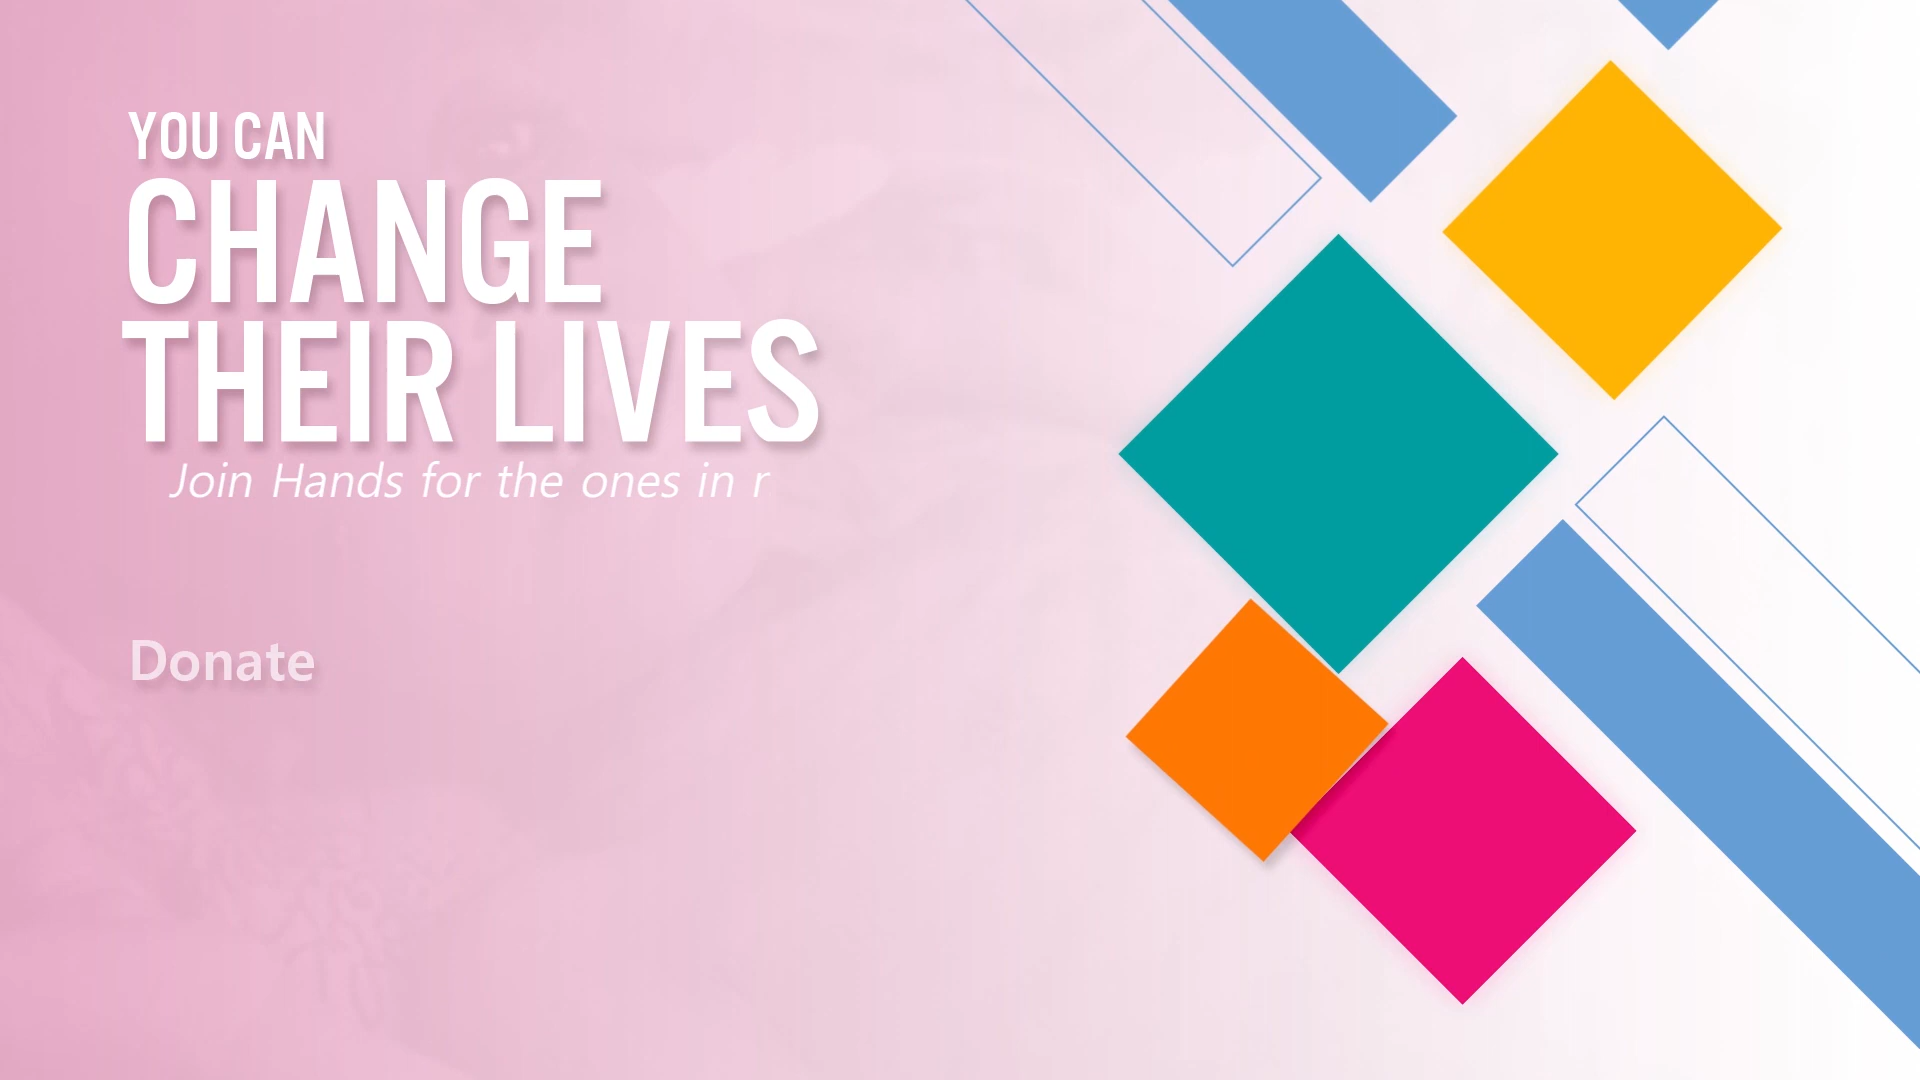 YOU CAN
CHANGE
THEIR LIVES
Join Hands for the ones in r
Donate